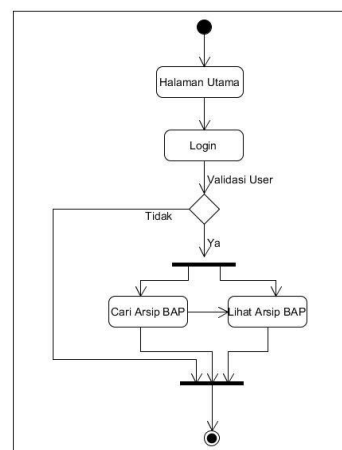 Halaman Utama
Login
Validasi User
Tidak
Ya
Cari Arsip BAP
Lihat Arsip BAP